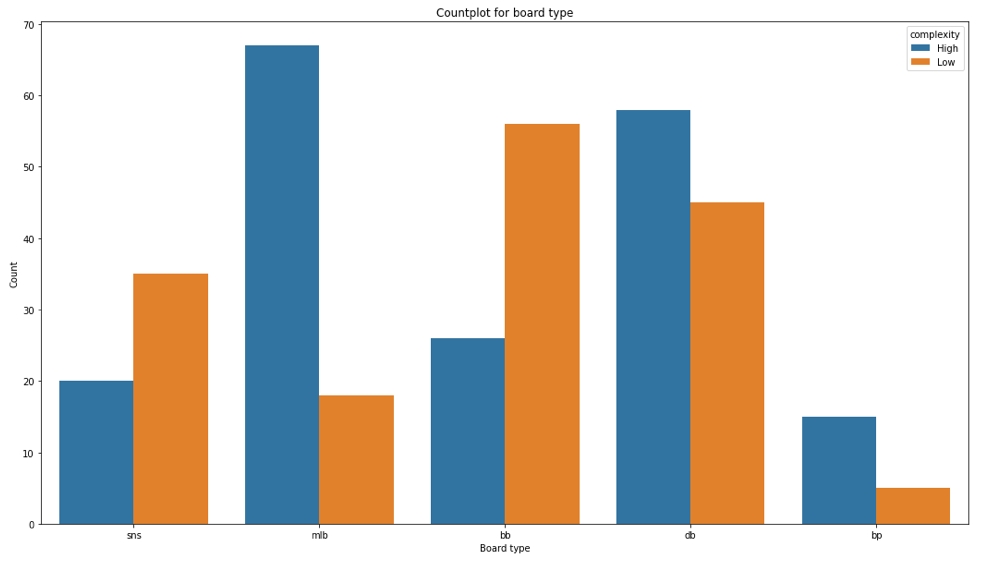 Countplot for board type
complexity
High
Low
Count
70
60
50
40
30
20
10
0
sns mlb bb db bp
Board type